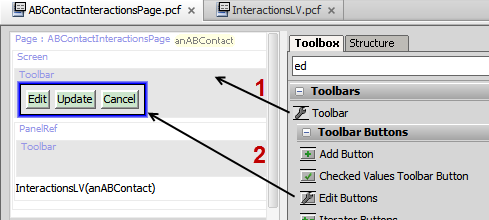 ABContactInteractionsPage.pcf
InteractionsLV.pcf
Page : ABContactInteractionsPage anABContact
Screen
Toolbar
Edit Update Cancel
PanelRef
Toolbar
InteractionsLV(anABContact)
1
2
Toolbox Structure
ed
Toolbars
Toolbar
Toolbar Buttons
Add Button
Checked Values Toolbar Button
Edit Buttons
Iterator Buttons